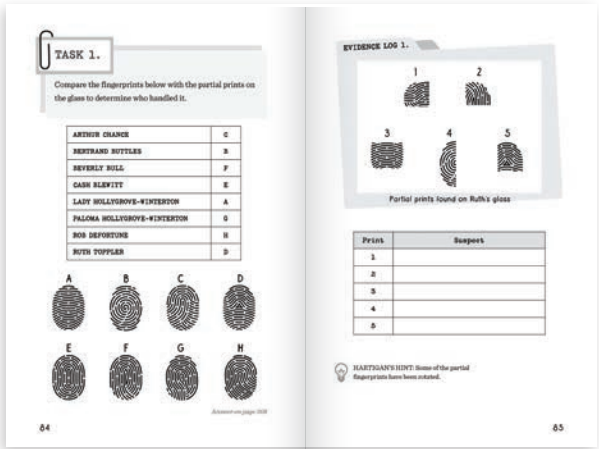 TASK 1.
Compare the fingerprints below with the partial prints on
the glass to determine who handled it.
ARTHUR CHANCE C
BERTRAND BUTTLES B
BEVERLY BULL F
CASH BLEWITT E
LADY HOLLYGROVE-WINTERTON A
PALOMA HOLLYGROVE-WINTERTON G
ROB DEFORTUNE H
RUTH TOPPLER D
A B C D
E F G H
Answers on page
84
EVIDENCE LOG 1.
1 2
3 4 5
Partial prints found on Ruth's glass
Print Suspect
1
2
3
4
5
HARTIGAN'S HINT: Some of the partial
fingerprints have been rotated.
85